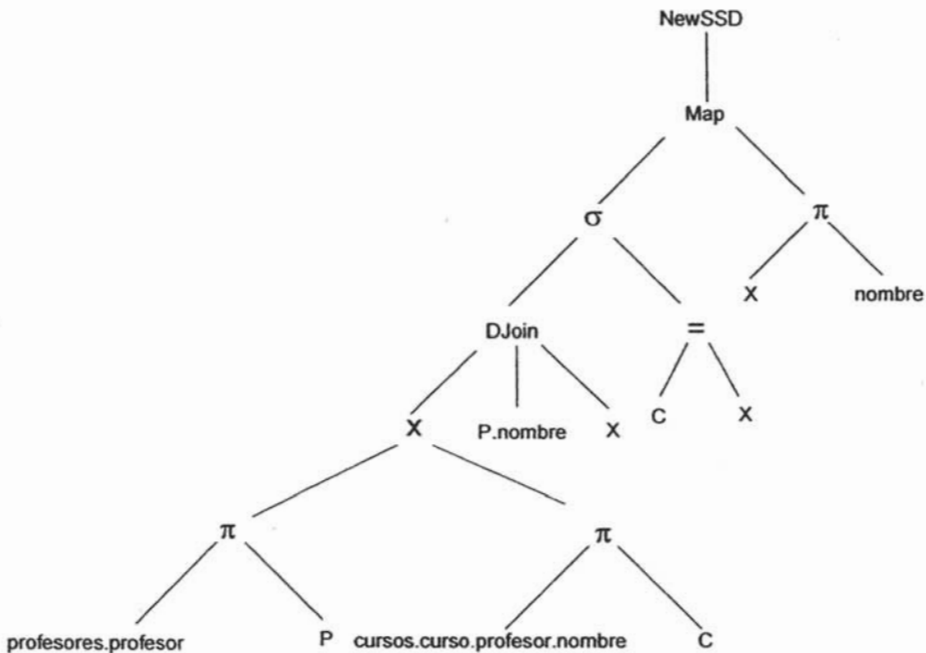 NewSSD
Map
σ π
X nombre
DJoin =
C X
X P.nombre X
π π
profesores.profesor P cursos.curso.profesor.nombre C